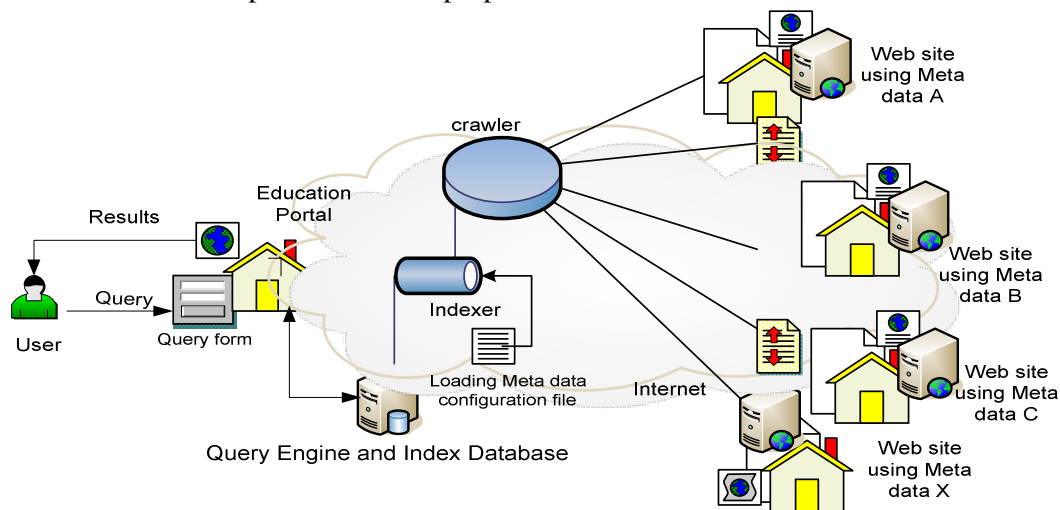 crawler
Web site
using Meta
data A
Education
Portal
Results
Query
User
Query form
Indexer
Loading Meta data
configuration file
Internet
Query Engine and Index Database
Web site
using Meta
data B
Web site
using Meta
data C
Web site
using Meta
data X